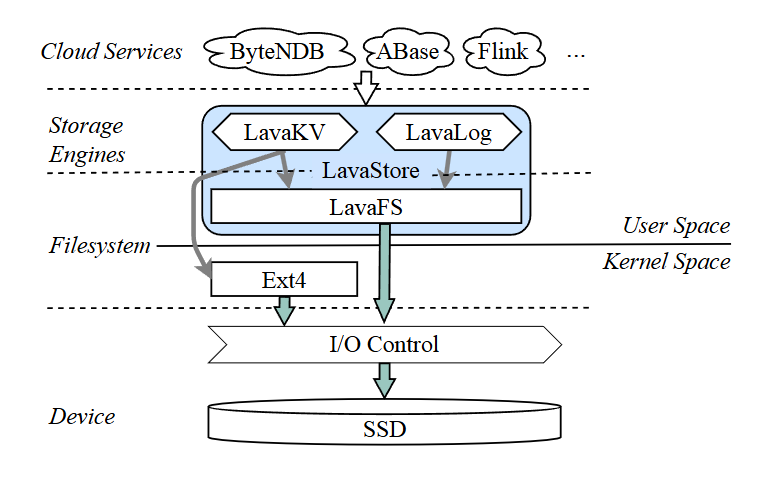 Cloud Services
ByteNDB
ABase
Flink
...
Storage
Engines
LavaKV
LavaLog
LavaStore
LavaFS
User Space
Filesystem
Kernel Space
Ext4
I/O Control
Device
SSD